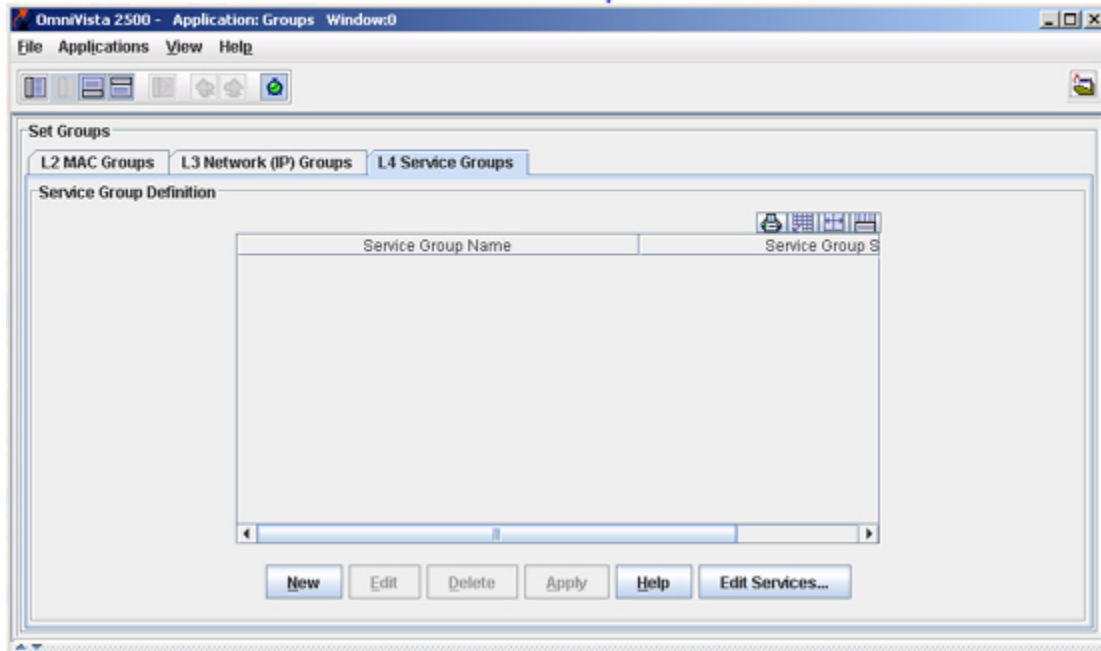 OmniVista 2500 - Application: Groups Window:0
File Applications View Help
Set Groups
L2 MAC Groups L3 Network (IP) Groups L4 Service Groups
Service Group Definition
Service Group Name Service Group S
New Edit Delete Apply Help Edit Services...